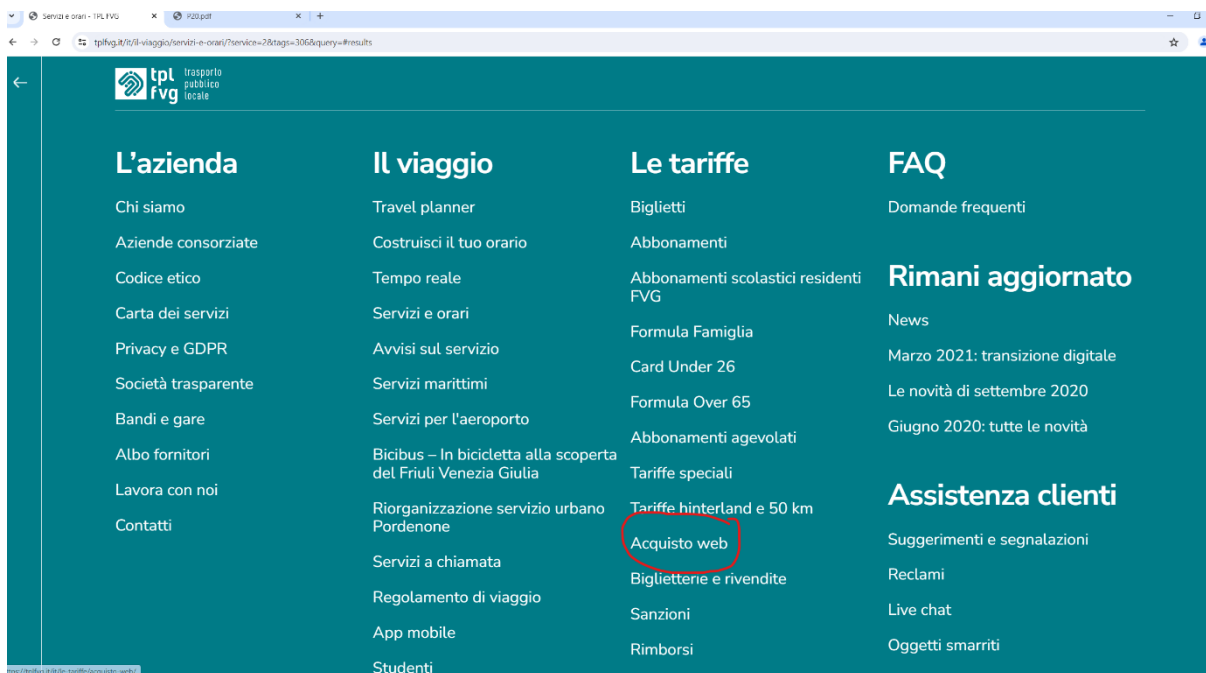 Servizi e orari - TPL FVG
P20.pdf
tplfvg.it/it/il-viaggio/servizi-e-orari/?service=2&tags=306&query=#results
tpl fvg
trasporto
pubblico
locale
L'azienda
Chi siamo
Aziende consorziate
Codice etico
Carta dei servizi
Privacy e GDPR
Società trasparente
Bandi e gare
Albo fornitori
Lavora con noi
Contatti
Il viaggio
Travel planner
Costruisci il tuo orario
Tempo reale
Servizi e orari
Avvisi sul servizio
Servizi marittimi
Servizi per l'aeroporto
Bicibus – In bicicletta alla scoperta
del Friuli Venezia Giulia
Riorganizzazione servizio urbano
Pordenone
Servizi a chiamata
Regolamento di viaggio
App mobile
Studenti
Le tariffe
Biglietti
Abbonamenti
Abbonamenti scolastici residenti
FVG
Formula Famiglia
Card Under 26
Formula Over 65
Abbonamenti agevolati
Tariffe speciali
Tariffe hinterland e 50 km
Acquisto web
Biglietterie e rivendite
Sanzioni
Rimborsi
FAQ
Domande frequenti
Rimani aggiornato
News
Marzo 2021: transizione digitale
Le novità di settembre 2020
Giugno 2020: tutte le novità
Assistenza clienti
Suggerimenti e segnalazioni
Reclami
Live chat
Oggetti smarriti